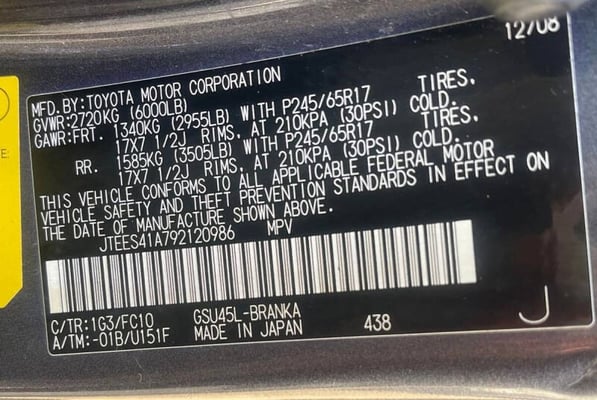 12/08
MFD.BY:TOYOTA MOTOR CORPORATION
GVWR:2720KG (6000LB)
GAWR:FRT. 1340KG (2955LB) WITH P245/65R17 TIRES,
17X7 1/2J RIMS, AT 210KPA (30PSI) COLD.
RR. 1585KG (3505LB) WITH P245/65R17 TIRES,
17X7 1/2J RIMS, AT 210KPA (30PSI) COLD.
THIS VEHICLE CONFORMS TO ALL APPLICABLE FEDERAL MOTOR
VEHICLE SAFETY AND THEFT PREVENTION STANDARDS IN EFFECT ON
THE DATE OF MANUFACTURE SHOWN ABOVE.
JTEES41A792120986 MPV
C/TR:1G3/FC10 GSU45L-BRANKA
A/TM:-01B/U151F MADE IN JAPAN 438
J